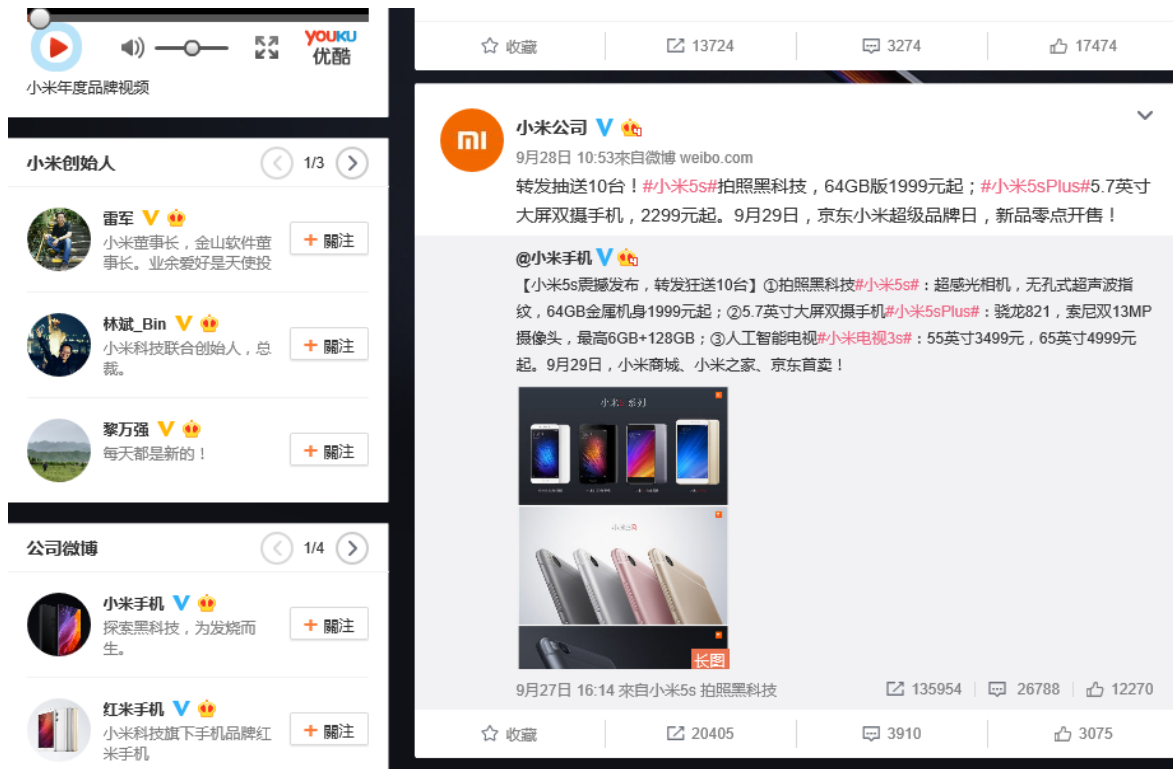 YOUKU
优酷
小米年度品牌视频
小米创始人
1/3
雷军
小米董事长，金山软件董
事长。业余爱好是天使投
+ 關注
林斌_Bin
小米科技联合创始人，总
裁。
+ 關注
黎万强
每天都是新的！
+ 關注
公司微博
1/4
小米手机
探索黑科技，为发烧而
生。
+ 關注
红米手机
小米科技旗下手机品牌红
米手机
+ 關注
收藏
13724
3274
17474
小米公司
9月28日 10:53來自微博 weibo.com
转发抽送10台！#小米5s#拍照黑科技，64GB版1999元起；#小米5sPlus#5.7英寸
大屏双摄手机，2299元起。9月29日，京东小米超级品牌日，新品零点开售！
@小米手机
【小米5s震撼发布，转发狂送10台】①拍照黑科技#小米5s#：超感光相机，无孔式超声波指
纹，64GB金属机身1999元起；②5.7英寸大屏双摄手机#小米5sPlus#：骁龙821，索尼双13MP
摄像头，最高6GB+128GB；③人工智能电视#小米电视3s#：55英寸3499元，65英寸4999元
起。9月29日，小米商城、小米之家、京东首卖！
小米5系列
长图
9月27日 16:14 來自小米5s 拍照黑科技
135954
26788
12270
收藏
20405
3910
3075